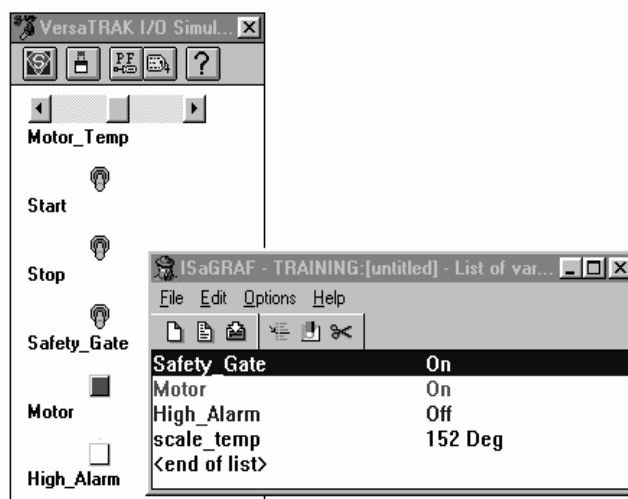 VersaTRAK I/O Simul...
PF
?
Motor_Temp
Start
Stop
Safety_Gate
Motor
High_Alarm
ISaGRAF - TRAINING:[untitled] - List of var...
File Edit Options Help
Safety_Gate On
Motor On
High_Alarm Off
scale_temp 152 Deg
<end of list>